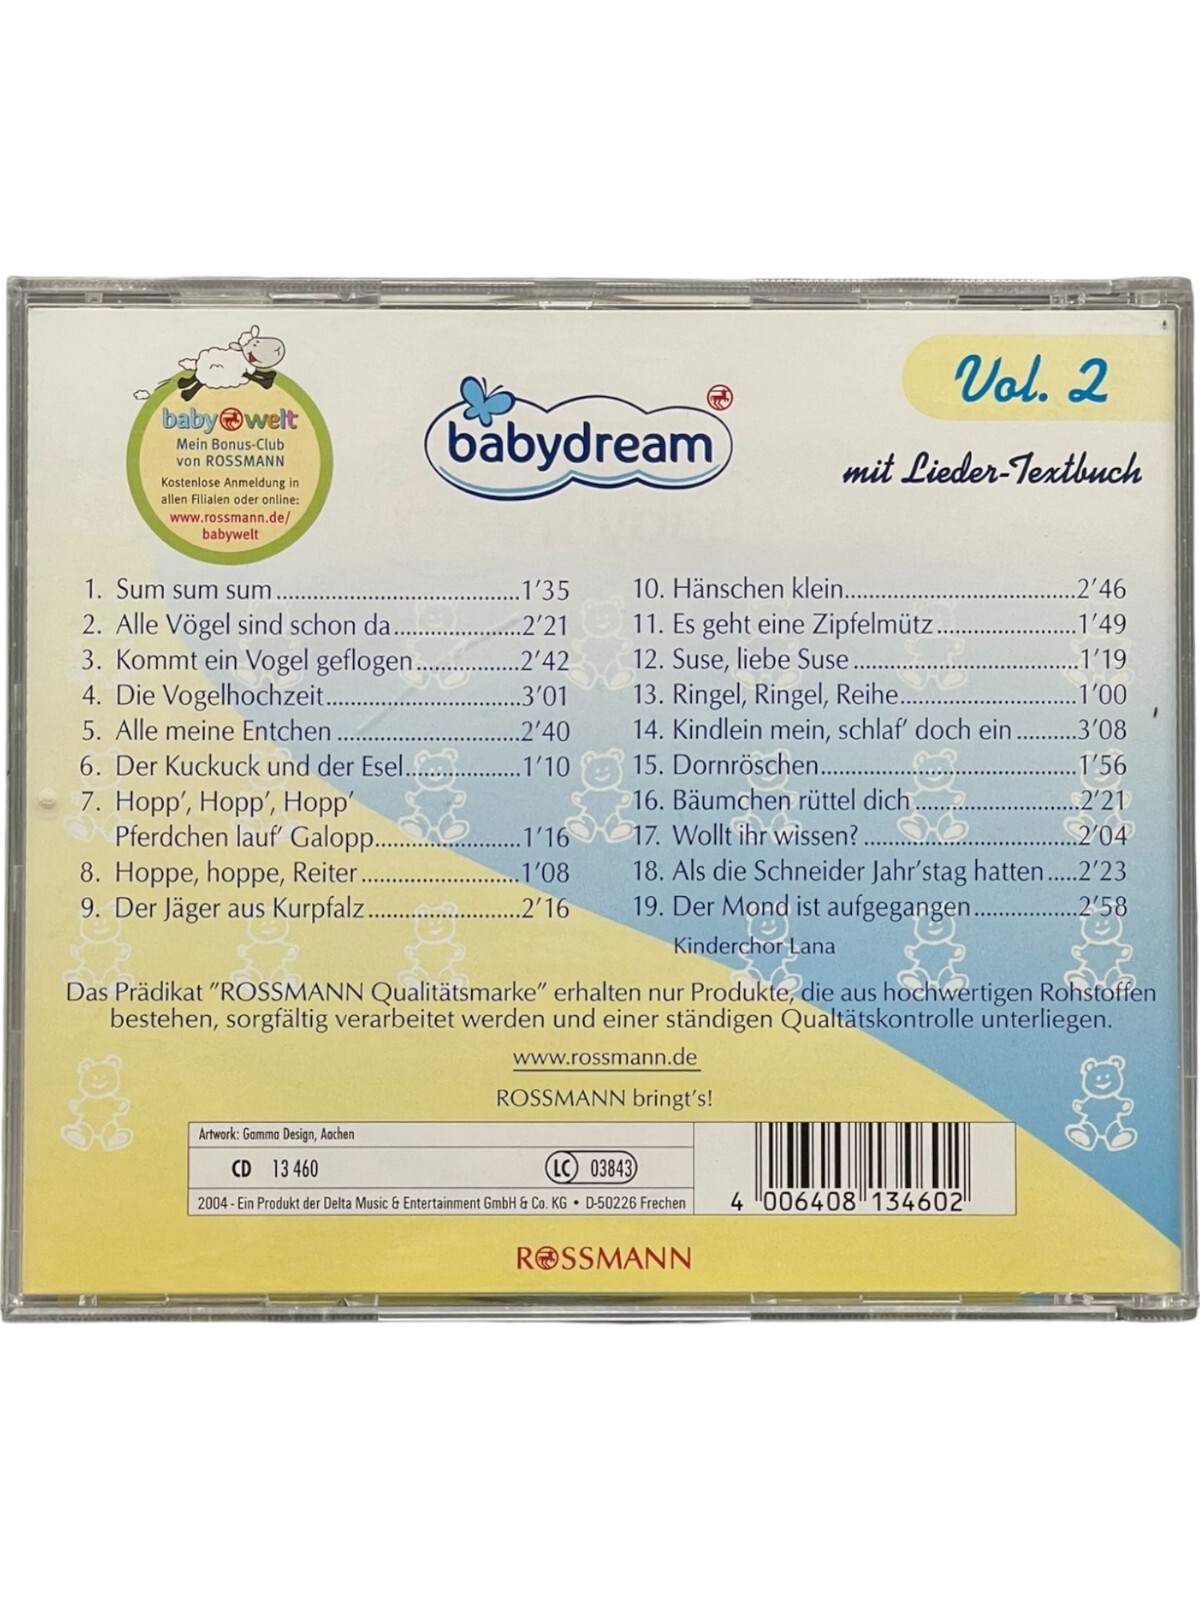 baby welt
Mein Bonus-Club
von ROSSMANN
Kostenlose Anmeldung in
allen Filialen oder online:
www.rossmann.de/
babywelt
babydream
Vol. 2
mit Lieder-Textbuch
1. Sum sum sum 1'35
2. Alle Vögel sind schon da 2'21
3. Kommt ein Vogel geflogen 2'42
4. Die Vogelhochzeit 3'01
5. Alle meine Entchen 2'40
6. Der Kuckuck und der Esel 1'10
7. Hopp', Hopp', Hopp'
Pferdchen lauf' Galopp 1'16
8. Hoppe, hoppe, Reiter 1'08
9. Der Jäger aus Kurpfalz 2'16
10. Hänschen klein 2'46
11. Es geht eine Zipfelmütz 1'49
12. Suse, liebe Suse 1'19
13. Ringel, Ringel, Reihe 1'00
14. Kindlein mein, schlaf' doch ein 3'08
15. Dornröschen 1'56
16. Bäumchen rüttel dich 2'21
17. Wollt ihr wissen? 2'04
18. Als die Schneider Jahr'stag hatten 2'23
19. Der Mond ist aufgegangen 2'58
Kinderchor Lana
Das Prädikat "ROSSMANN Qualitätsmarke" erhalten nur Produkte, die aus hochwertigen Rohstoffen
bestehen, sorgfältig verarbeitet werden und einer ständigen Qualtätskontrolle unterliegen.
www.rossmann.de
ROSSMANN bringt's!
Artwork: Gamma Design, Aachen
CD 13 460
LC 03843
2004 - Ein Produkt der Delta Music & Entertainment GmbH & Co. KG • D-50226 Frechen
4 006408 134602
ROSSMANN